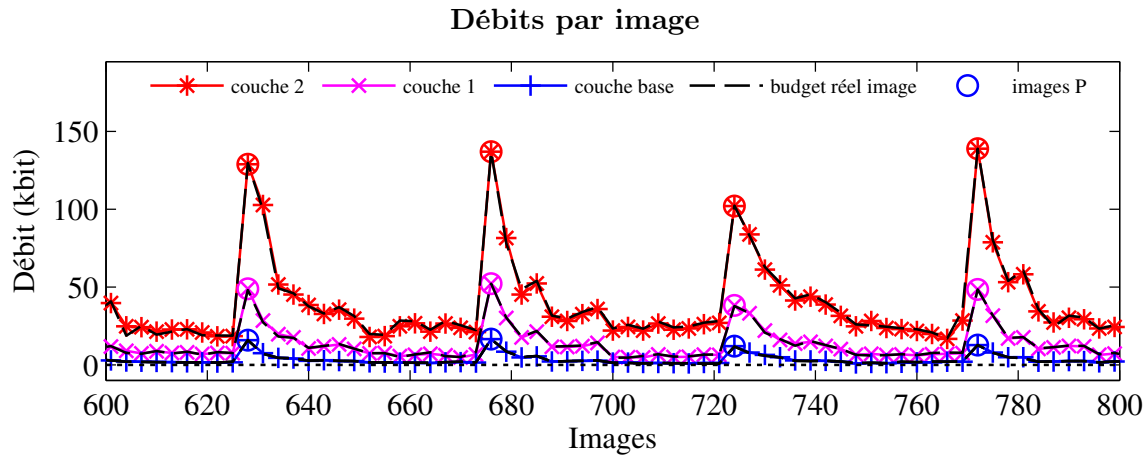 Débits par image
couche 2 couche 1 couche base budget réel image images P
Débit (kbit)
150
100
50
0
600 620 640 660 680 700 720 740 760 780 800
Images